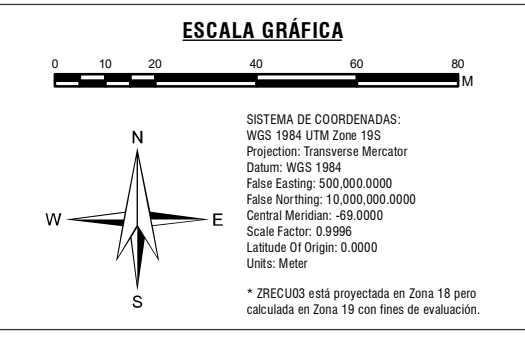 ESCALA GRÁFICA
0 10 20 40 60 80
M
N
W E
S
SISTEMA DE COORDENADAS:
WGS 1984 UTM Zone 19S
Projection: Transverse Mercator
Datum: WGS 1984
False Easting: 500,000.0000
False Northing: 10,000,000.0000
Central Meridian: -69.0000
Scale Factor: 0.9996
Latitude Of Origin: 0.0000
Units: Meter
* ZRECU03 está proyectada en Zona 18 pero
calculada en Zona 19 con fines de evaluación.